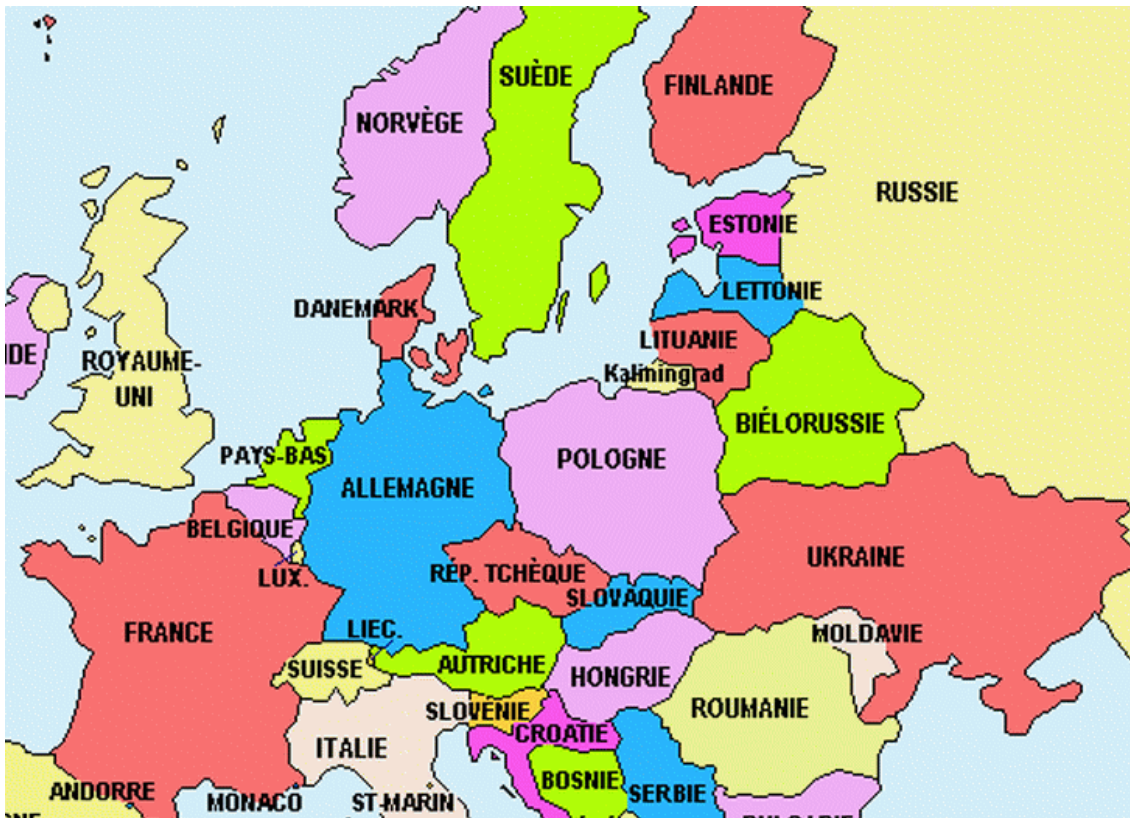 SUÈDE
FINLANDE
NORVÈGE
RUSSIE
ESTONIE
LETTONIE
DANEMARK
LITUANIE
NDE
ROYAUME-
UNI
Kaliningrad
BIÉLORUSSIE
PAYS-BAS
POLOGNE
ALLEMAGNE
BELGIQUE
UKRAINE
LUX.
RÉP. TCHÈQUE
SLOVAQUIE
FRANCE
LIEC.
MOLDAVIE
SUISSE
AUTRICHE
HONGRIE
SLOVÉNIE
ROUMANIE
CROATIE
ITALIE
BOSNIE
ANDORRE
MONACO
ST-MARIN
SERBIE